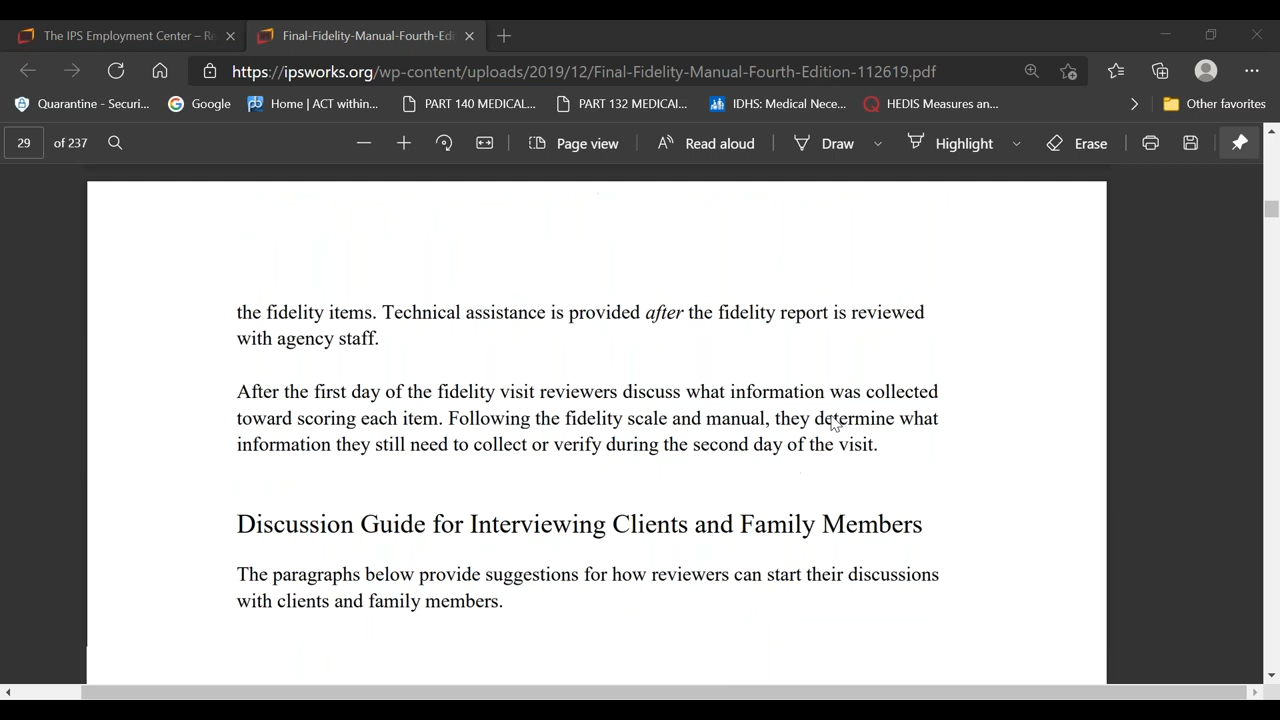 The IPS Employment Center – Re
Final-Fidelity-Manual-Fourth-Edi
https://ipsworks.org/wp-content/uploads/2019/12/Final-Fidelity-Manual-Fourth-Edition-112619.pdf
Quarantine - Securi...
Google
Home | ACT within...
PART 140 MEDICAL...
PART 132 MEDICAI...
IDHS: Medical Nece...
HEDIS Measures an...
Other favorites
29 of 237
Page view
Read aloud
Draw
Highlight
Erase
the fidelity items. Technical assistance is provided after the fidelity report is reviewed
with agency staff.
After the first day of the fidelity visit reviewers discuss what information was collected
toward scoring each item. Following the fidelity scale and manual, they determine what
information they still need to collect or verify during the second day of the visit.
Discussion Guide for Interviewing Clients and Family Members
The paragraphs below provide suggestions for how reviewers can start their discussions
with clients and family members.